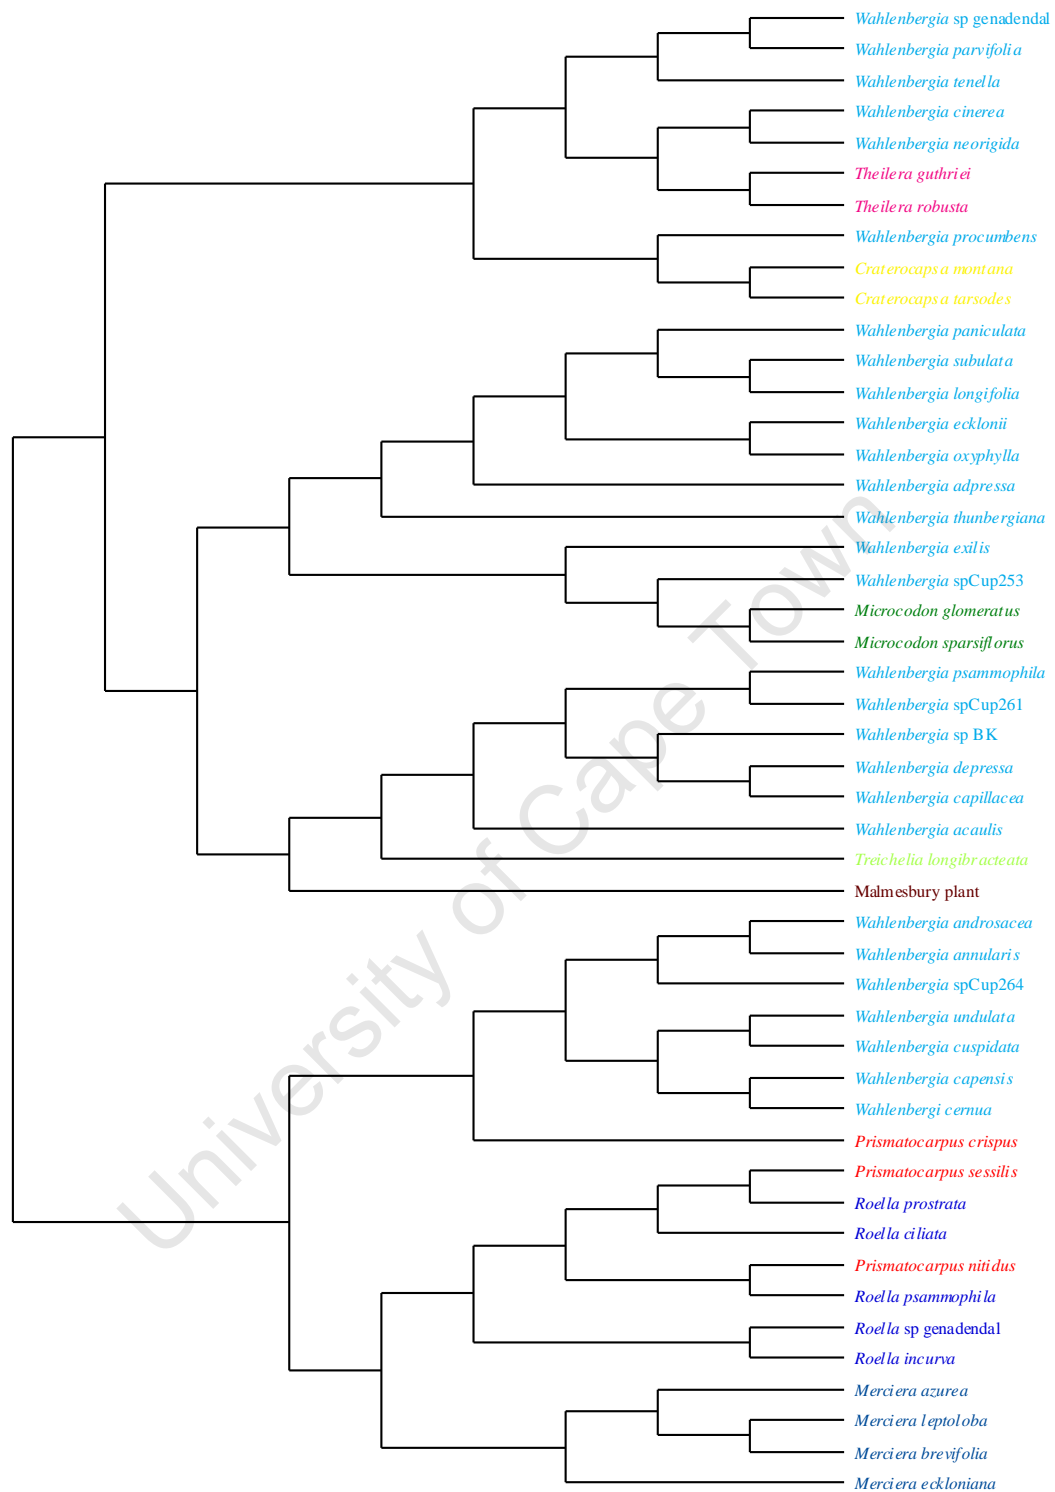 Wahlenbergia sp genadendal
Wahlenbergia parvifolia
Wahlenbergia tenella
Wahlenbergia cinerea
Wahlenbergia neorigida
Theilera guthriei
Theilera robusta
Wahlenbergia procumbens
Craterocapsa montana
Craterocapsa tarsodes
Wahlenbergia paniculata
Wahlenbergia subulata
Wahlenbergia longifolia
Wahlenbergia ecklonii
Wahlenbergia oxyphylla
Wahlenbergia adpressa
Wahlenbergia thunbergiana
Wahlenbergia exilis
Wahlenbergia spCup253
Microcodon glomeratus
Microcodon sparsiflorus
Wahlenbergia psammophila
Wahlenbergia spCup261
Wahlenbergia sp BK
Wahlenbergia depressa
Wahlenbergia capillacea
Wahlenbergia acaulis
Treichelia longibracteata
Malmesbury plant
Wahlenbergia androsacea
Wahlenbergia annularis
Wahlenbergia spCup264
Wahlenbergia undulata
Wahlenbergia cuspidata
Wahlenbergia capensis
Wahlenbergi cernua
Prismatocarpus crispus
Prismatocarpus sessilis
Roella prostrata
Roella ciliata
Prismatocarpus nitidus
Roella psammophila
Roella sp genadendal
Roella incurva
Merciera azurea
Merciera leptoloba
Merciera brevifolia
Merciera eckloniana
University of Cape Town